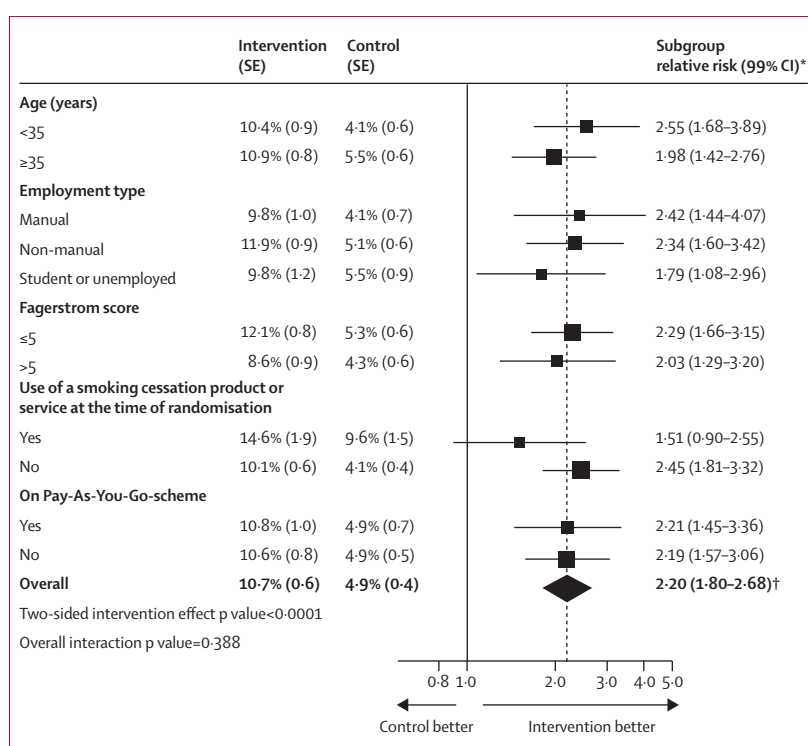 Intervention (SE) Control (SE) Subgroup relative risk (99% CI)*
Age (years)
<35 10·4% (0·9) 4·1% (0·6) 2·55 (1·68–3·89)
≥35 10·9% (0·8) 5·5% (0·6) 1·98 (1·42–2·76)
Employment type
Manual 9·8% (1·0) 4·1% (0·7) 2·42 (1·44–4·07)
Non-manual 11·9% (0·9) 5·1% (0·6) 2·34 (1·60–3·42)
Student or unemployed 9·8% (1·2) 5·5% (0·9) 1·79 (1·08–2·96)
Fagerstrom score
≤5 12·1% (0·8) 5·3% (0·6) 2·29 (1·66–3·15)
>5 8·6% (0·9) 4·3% (0·6) 2·03 (1·29–3·20)
Use of a smoking cessation product or
service at the time of randomisation
Yes 14·6% (1·9) 9·6% (1·5) 1·51 (0·90–2·55)
No 10·1% (0·6) 4·1% (0·4) 2·45 (1·81–3·32)
On Pay-As-You-Go-scheme
Yes 10·8% (1·0) 4·9% (0·7) 2·21 (1·45–3·36)
No 10·6% (0·8) 4·9% (0·5) 2·19 (1·57–3·06)
Overall 10·7% (0·6) 4·9% (0·4) 2·20 (1·80–2·68)†
Two-sided intervention effect p value<0·0001
Overall interaction p value=0·388
0·8 1·0 2·0 3·0 4·0 5·0
Control better Intervention better